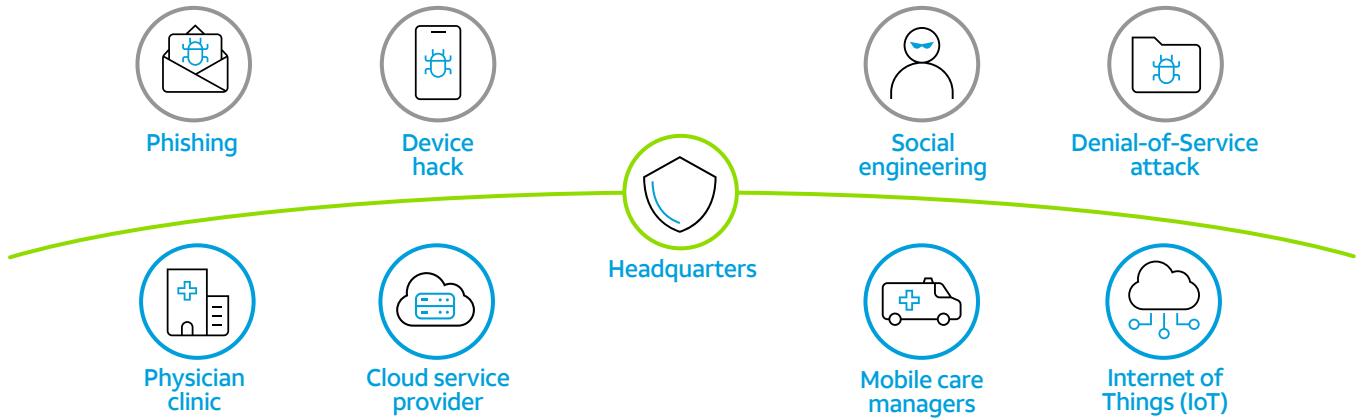 Phishing
Device
hack
Social
engineering
Denial-of-Service
attack
Headquarters
Physician
clinic
Cloud service
provider
Mobile care
managers
Internet of
Things (IoT)